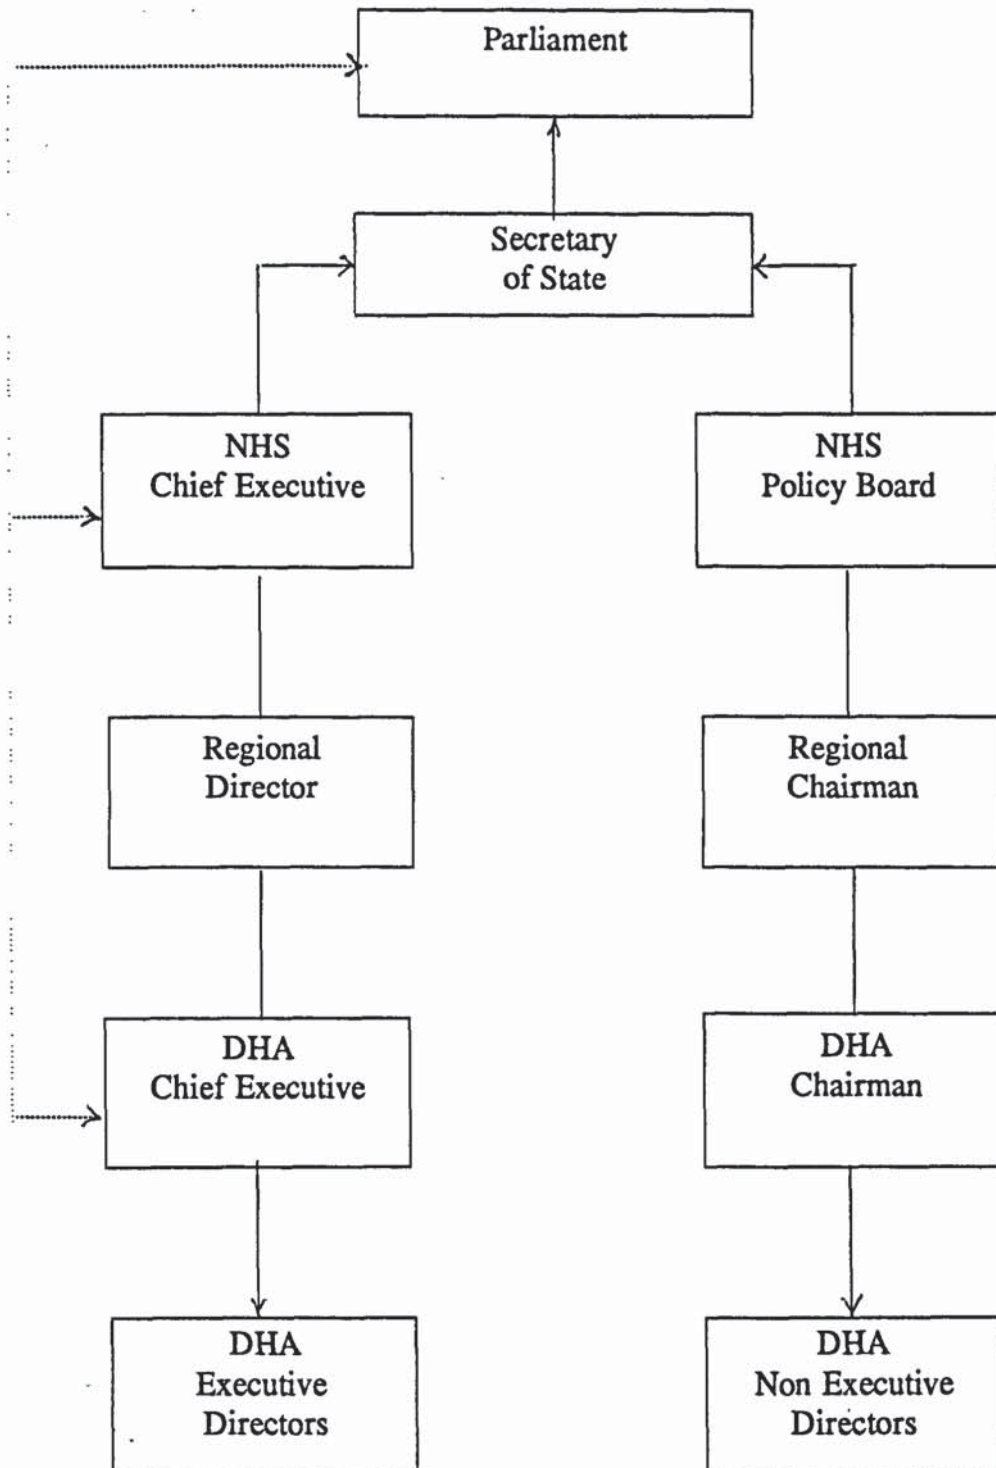 Parliament
Secretary
of State
NHS
Chief Executive
NHS
Policy Board
Regional
Director
Regional
Chairman
DHA
Chief Executive
DHA
Chairman
DHA
Executive
Directors
DHA
Non Executive
Directors